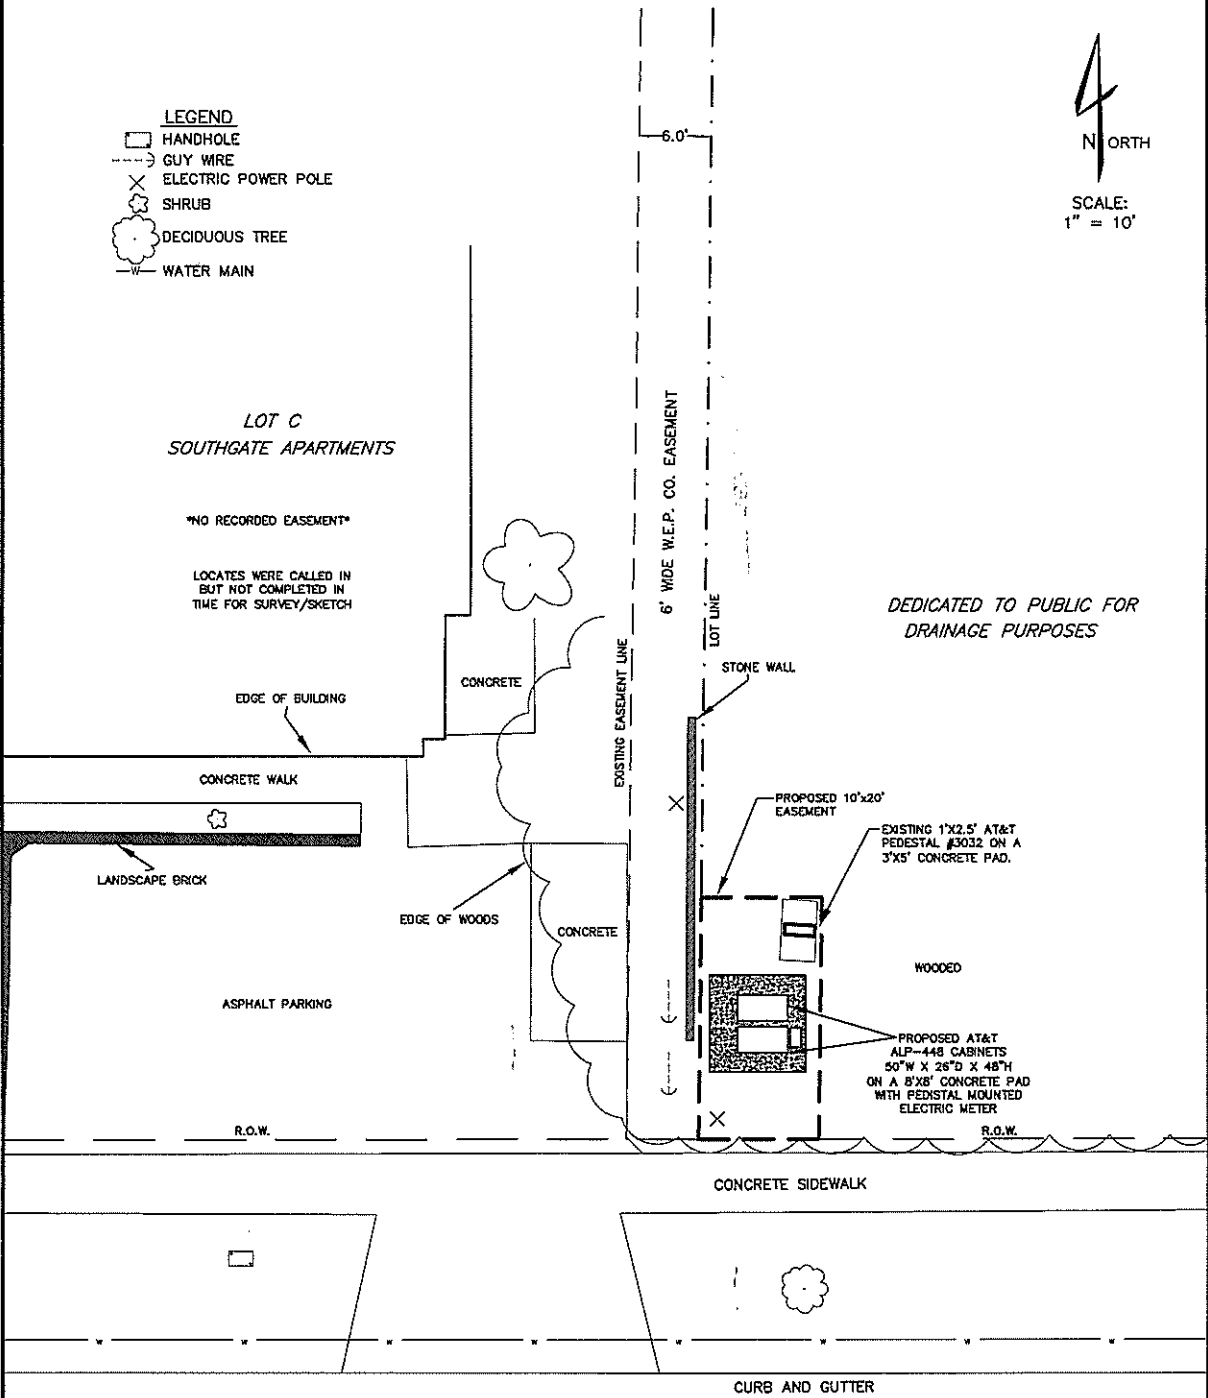 LEGEND
HANDHOLE
GUY WIRE
ELECTRIC POWER POLE
SHRUB
DECIDUOUS TREE
W WATER MAIN
6.0'
NORTH
SCALE:
1" = 10'
LOT C
SOUTHGATE APARTMENTS
*NO RECORDED EASEMENT*
LOCATES WERE CALLED IN
BUT NOT COMPLETED IN
TIME FOR SURVEY/SKETCH
6' WIDE W.E.P. CO. EASEMENT
LOT LINE
EXISTING EASEMENT LINE
DEDICATED TO PUBLIC FOR
DRAINAGE PURPOSES
STONE WALL
CONCRETE
EDGE OF BUILDING
CONCRETE WALK
PROPOSED 10'x20'
EASEMENT
EXISTING 1'X2.5' AT&T
PEDESTAL #3032 ON A
3'X5' CONCRETE PAD.
LANDSCAPE BRICK
EDGE OF WOODS
CONCRETE
WOODED
ASPHALT PARKING
PROPOSED AT&T
ALP-448 CABINETS
50"W X 26"D X 48"H
ON A 8'X8' CONCRETE PAD
WITH PEDISTAL MOUNTED
ELECTRIC METER
R.O.W.
R.O.W.
CONCRETE SIDEWALK
W W W W W W W W
CURB AND GUTTER